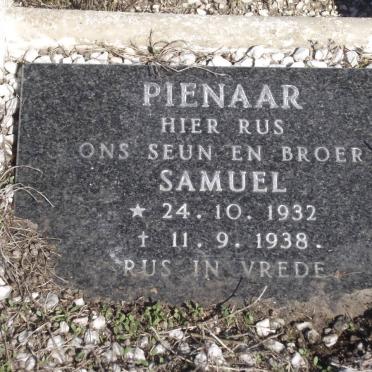 PIENAAR
HIER RUS
ONS SEUN EN BROER
SAMUEL
★ 24. 10. 1932
† 11. 9. 1938.
RUS IN VREDE